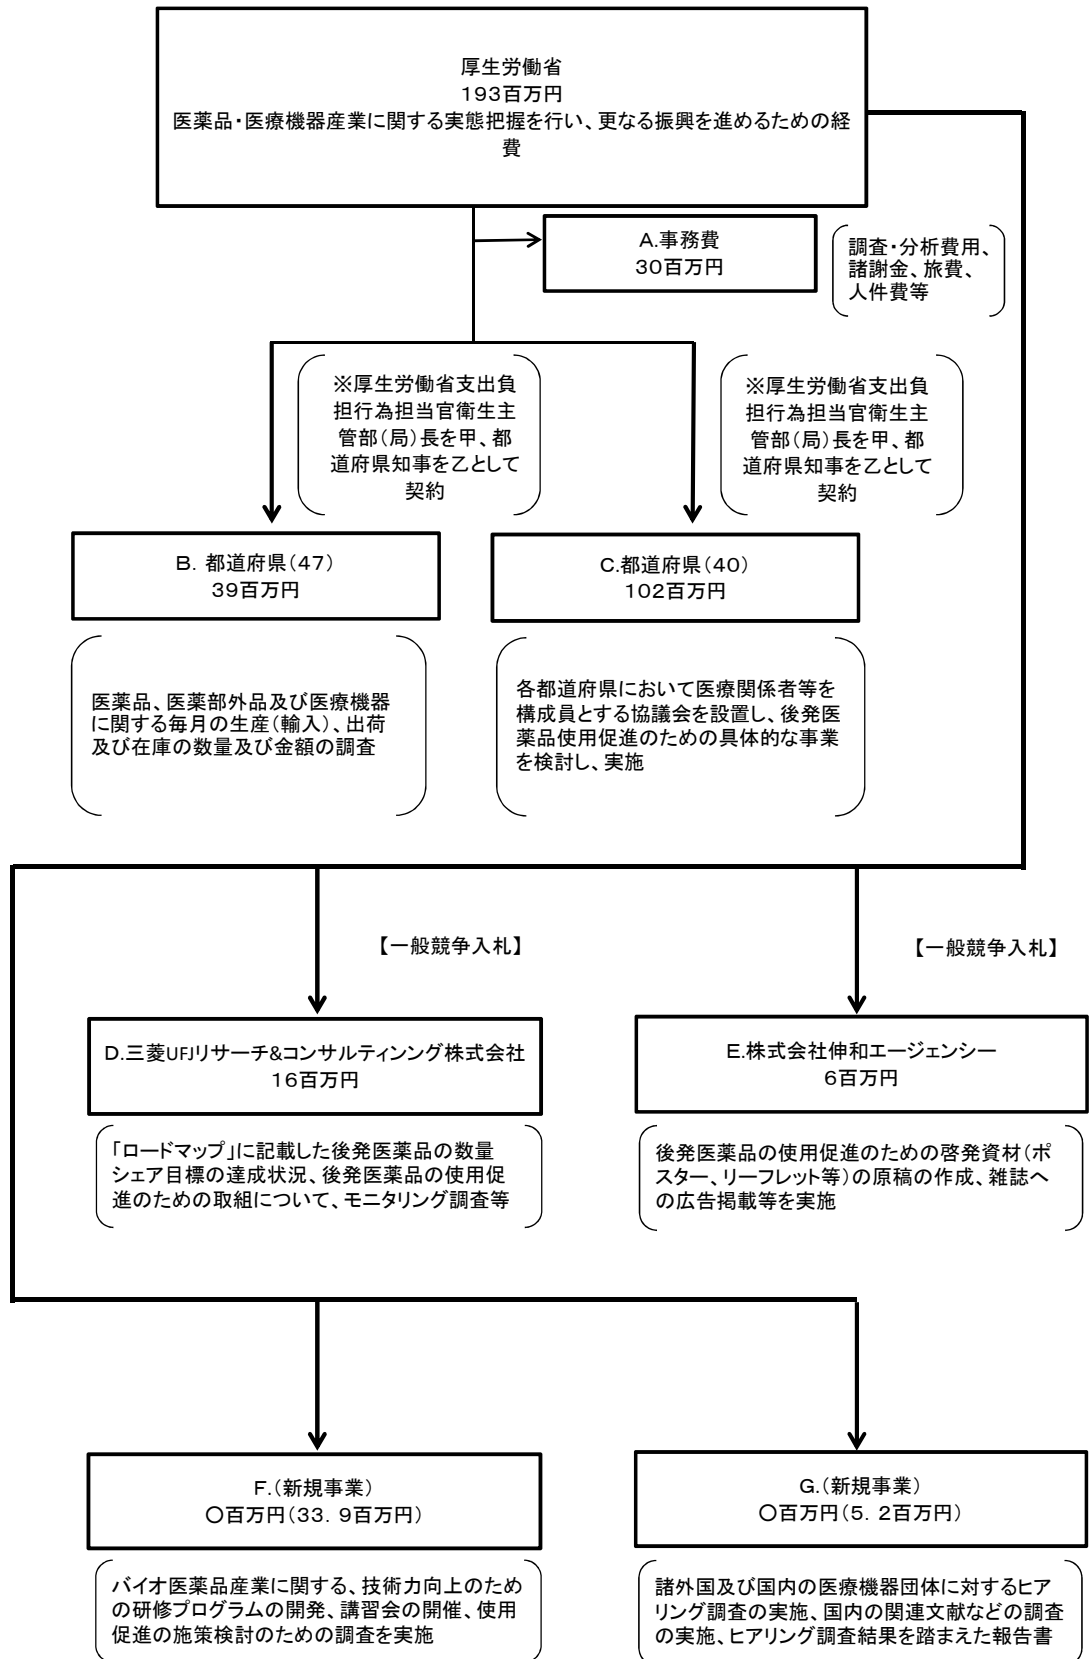 厚生労働省
193百万円
医薬品・医療機器産業に関する実態把握を行い、更なる振興を進めるための経
費
A.事務費
30百万円
調査・分析費用、
諸謝金、旅費、
人件費等
※厚生労働省支出負
担行為担当官衛生主
管部(局)長を甲、都
道府県知事を乙として
契約
※厚生労働省支出負
担行為担当官衛生主
管部(局)長を甲、都
道府県知事を乙として
契約
B. 都道府県(47)
39百万円
C.都道府県(40)
102百万円
医薬品、医薬部外品及び医療機器
に関する毎月の生産(輸入)、出荷
及び在庫の数量及び金額の調査
各都道府県において医療関係者等を
構成員とする協議会を設置し、後発医
薬品使用促進のための具体的な事業
を検討し、実施
【一般競争入札】
【一般競争入札】
D.三菱UFJリサーチ&コンサルティンング株式会社
16百万円
E.株式会社伸和エージェンシー
6百万円
「ロードマップ」に記載した後発医薬品の数量
シェア目標の達成状況、後発医薬品の使用促
進のための取組について、モニタリング調査等
後発医薬品の使用促進のための啓発資材(ポ
スター、リーフレット等)の原稿の作成、雑誌へ
の広告掲載等を実施
F.(新規事業)
○百万円(33. 9百万円)
G.(新規事業)
○百万円(5. 2百万円)
バイオ医薬品産業に関する、技術力向上のため
の研修プログラムの開発、講習会の開催、使用
促進の施策検討のための調査を実施
諸外国及び国内の医療機器団体に対するヒア
リング調査の実施、国内の関連文献などの調査
の実施、ヒアリング調査結果を踏まえた報告書